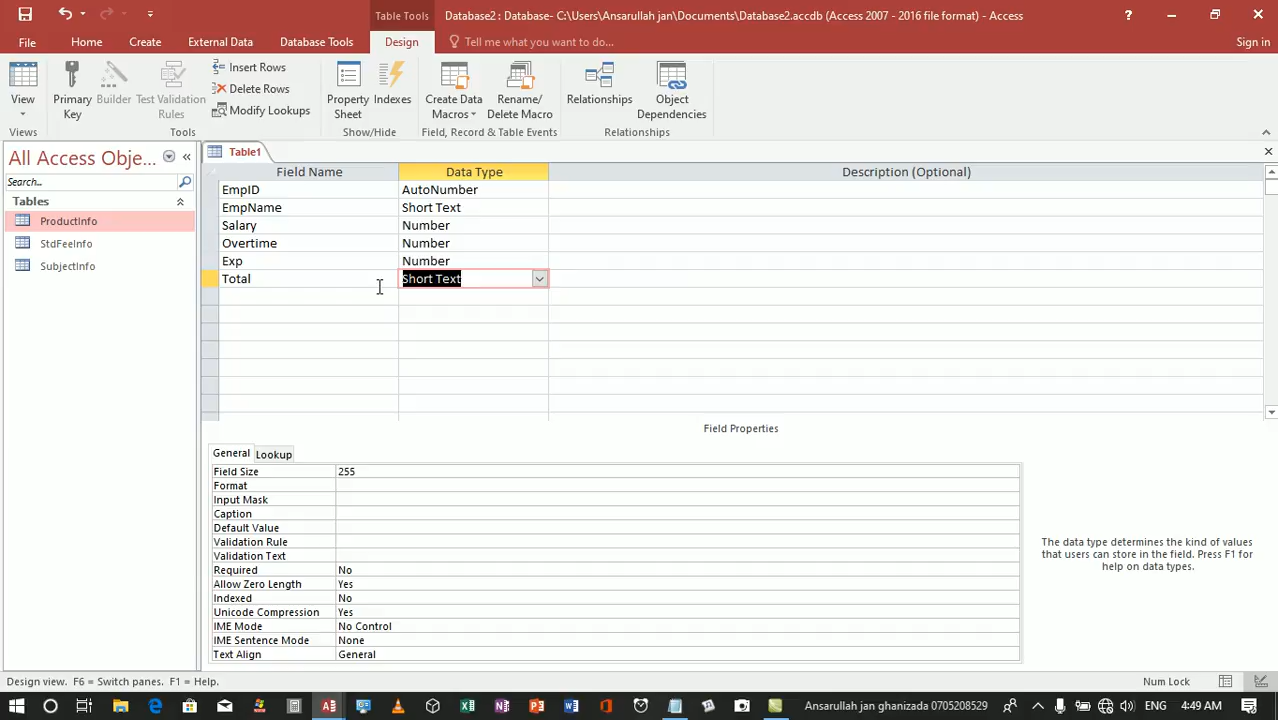 Table Tools
Database2 : Database- C:\Users\Ansarullah jan\Documents\Database2.accdb (Access 2007 - 2016 file format) - Access
?
File
Home
Create
External Data
Database Tools
Design
Tell me what you want to do...
Sign in
View
Primary Key
Builder
Test Validation Rules
Insert Rows
Delete Rows
Modify Lookups
Property Sheet
Indexes
Create Data Macros
Rename/ Delete Macro
Relationships
Object Dependencies
Views
Tools
Show/Hide
Field, Record & Table Events
Relationships
All Access Obje...
Search...
Tables
ProductInfo
StdFeeInfo
SubjectInfo
Table1
Field Name Data Type Description (Optional)
EmpID AutoNumber
EmpName Short Text
Salary Number
Overtime Number
Exp Number
Total Short Text
Field Properties
General Lookup
Field Size 255
Format
Input Mask
Caption
Default Value
Validation Rule
Validation Text
Required No
Allow Zero Length Yes
Indexed No
Unicode Compression Yes
IME Mode No Control
IME Sentence Mode None
Text Align General
The data type determines the kind of values
that users can store in the field. Press F1 for
help on data types.
Design view. F6 = Switch panes. F1 = Help.
Num Lock
Ansarullah jan ghanizada 0705208529
ENG
4:49 AM